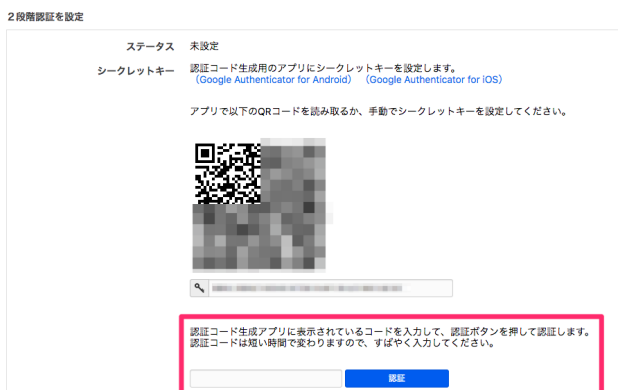 2段階認証を設定
ステータス 未設定
シークレットキー 認証コード生成用のアプリにシークレットキーを設定します。
（Google Authenticator for Android） （Google Authenticator for iOS）
アプリで以下のQRコードを読み取るか、手動でシークレットキーを設定してください。
認証コード生成アプリに表示されているコードを入力して、認証ボタンを押して認証します。
認証コードは短い時間で変わりますので、すばやく入力してください。
認証